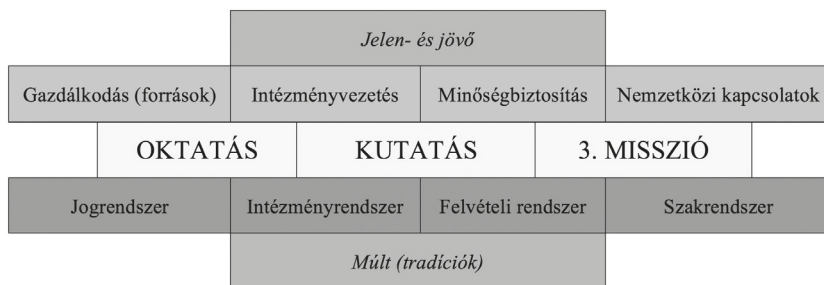 Jelen- és jövő
Gazdálkodás (források) Intézményvezetés Minőségbiztosítás Nemzetközi kapcsolatok
OKTATÁS KUTATÁS 3. MISSZIÓ
Jogrendszer Intézményrendszer Felvételi rendszer Szakrendszer
Múlt (tradíciók)